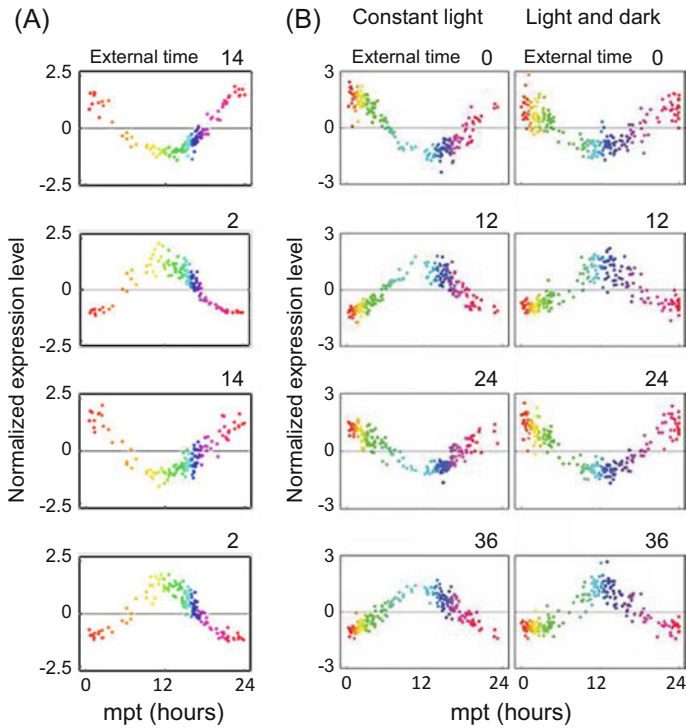 (A)
External time 14
2.5
0
-2.5
2
2.5
0
-2.5
14
2.5
0
-2.5
2
2.5
0
-2.5
0 12 24
mpt (hours)
Normalized expression level
(B)
Constant light
Light and dark
External time 0
0
3
0
-3
12
12
3
0
-3
24
24
3
0
-3
36
36
3
0
-3
0 12 24
0 12 24
mpt (hours)
Normalized expression level